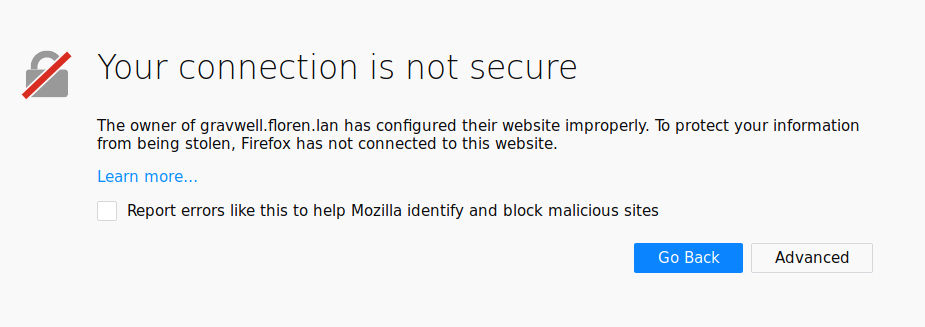 Your connection is not secure
The owner of gravwell.floren.lan has configured their website improperly. To protect your information
from being stolen, Firefox has not connected to this website.
Learn more…
Report errors like this to help Mozilla identify and block malicious sites
Go Back Advanced